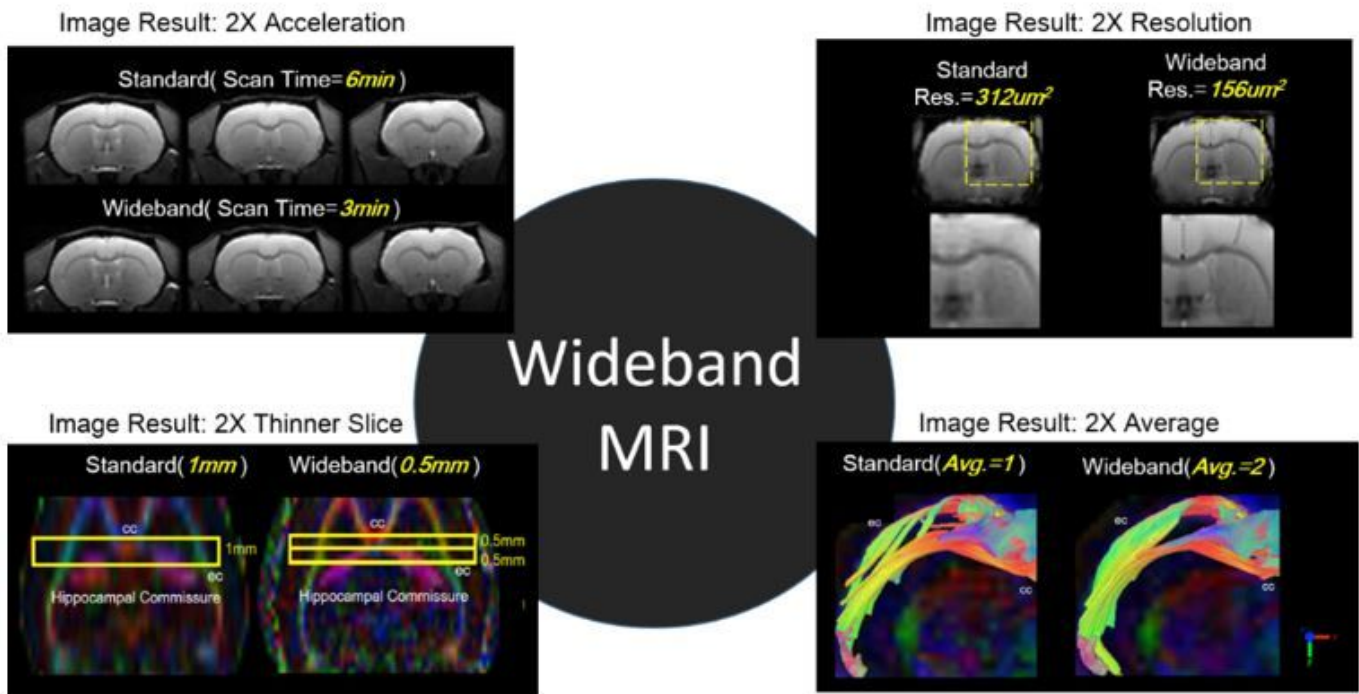 Image Result: 2X Acceleration
Standard( Scan Time=6min )
Wideband( Scan Time=3min )
Image Result: 2X Resolution
Standard
Res.=312um²
Wideband
Res.=156um²
Wideband
MRI
Image Result: 2X Thinner Slice
Standard(1mm )
Wideband(0.5mm )
cc
1mm
ec
Hippocampal Commissure
cc
0.5mm
0.5mm
ec
Hippocampal Commissure
Image Result: 2X Average
Standard(Avg.=1)
Wideband(Avg.=2 )
ec
cc
ec
cc